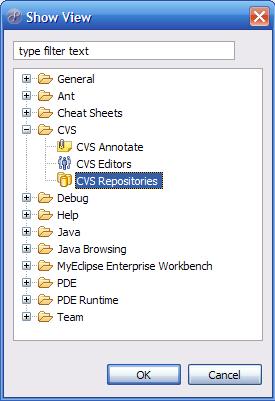 Show View
type filter text
General
Ant
Cheat Sheets
CVS
CVS Annotate
CVS Editors
CVS Repositories
Debug
Help
Java
Java Browsing
MyEclipse Enterprise Workbench
PDE
PDE Runtime
Team
OK Cancel